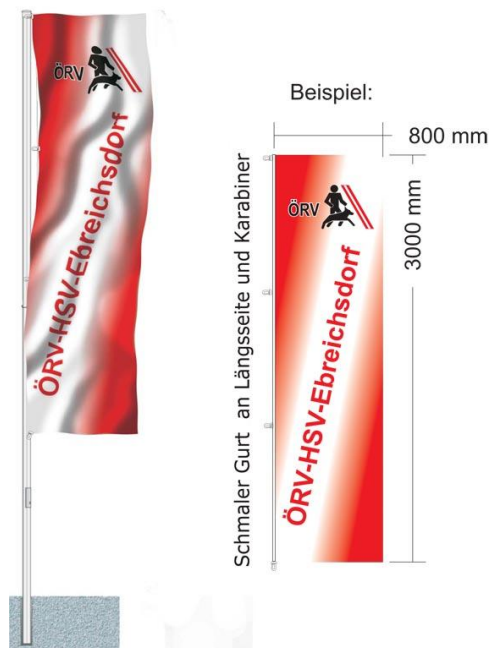 ÖRV
ÖRV-HSV-Ebreichsdorf
Beispiel:
800 mm
3000 mm
Schmaler Gurt an Längsseite und Karabiner
ÖRV
ÖRV-HSV-Ebreichsdorf